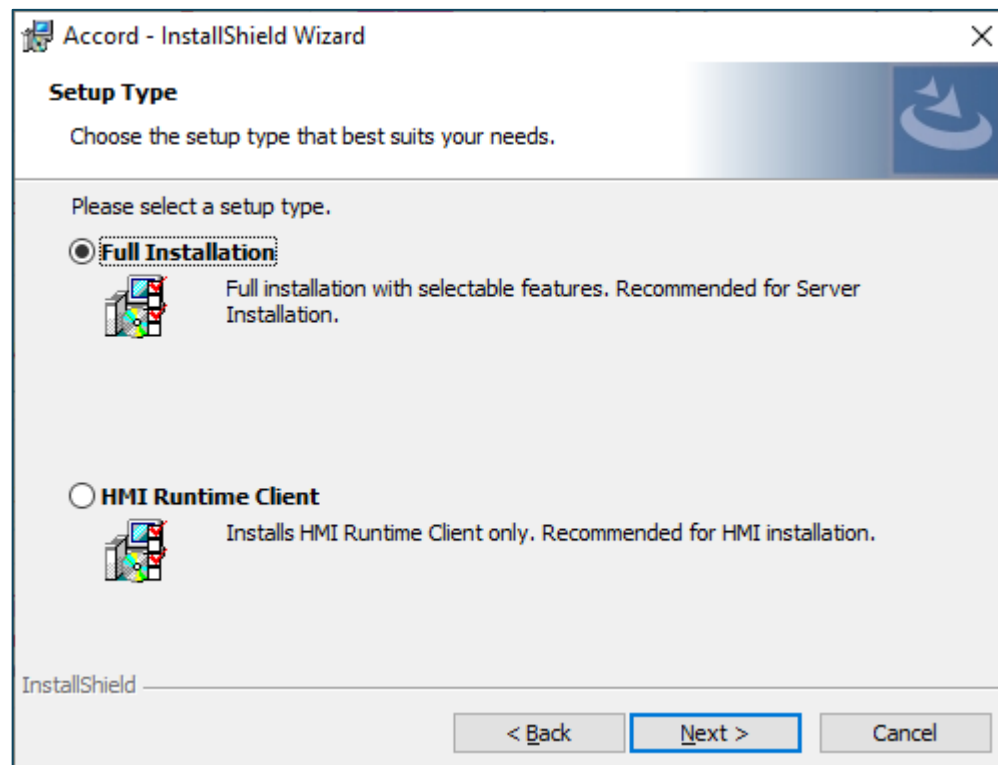 Accord - InstallShield Wizard
Setup Type
Choose the setup type that best suits your needs.
Please select a setup type.
Full Installation
Full installation with selectable features. Recommended for Server
Installation.
HMI Runtime Client
Installs HMI Runtime Client only. Recommended for HMI installation.
InstallShield
< Back
Next >
Cancel